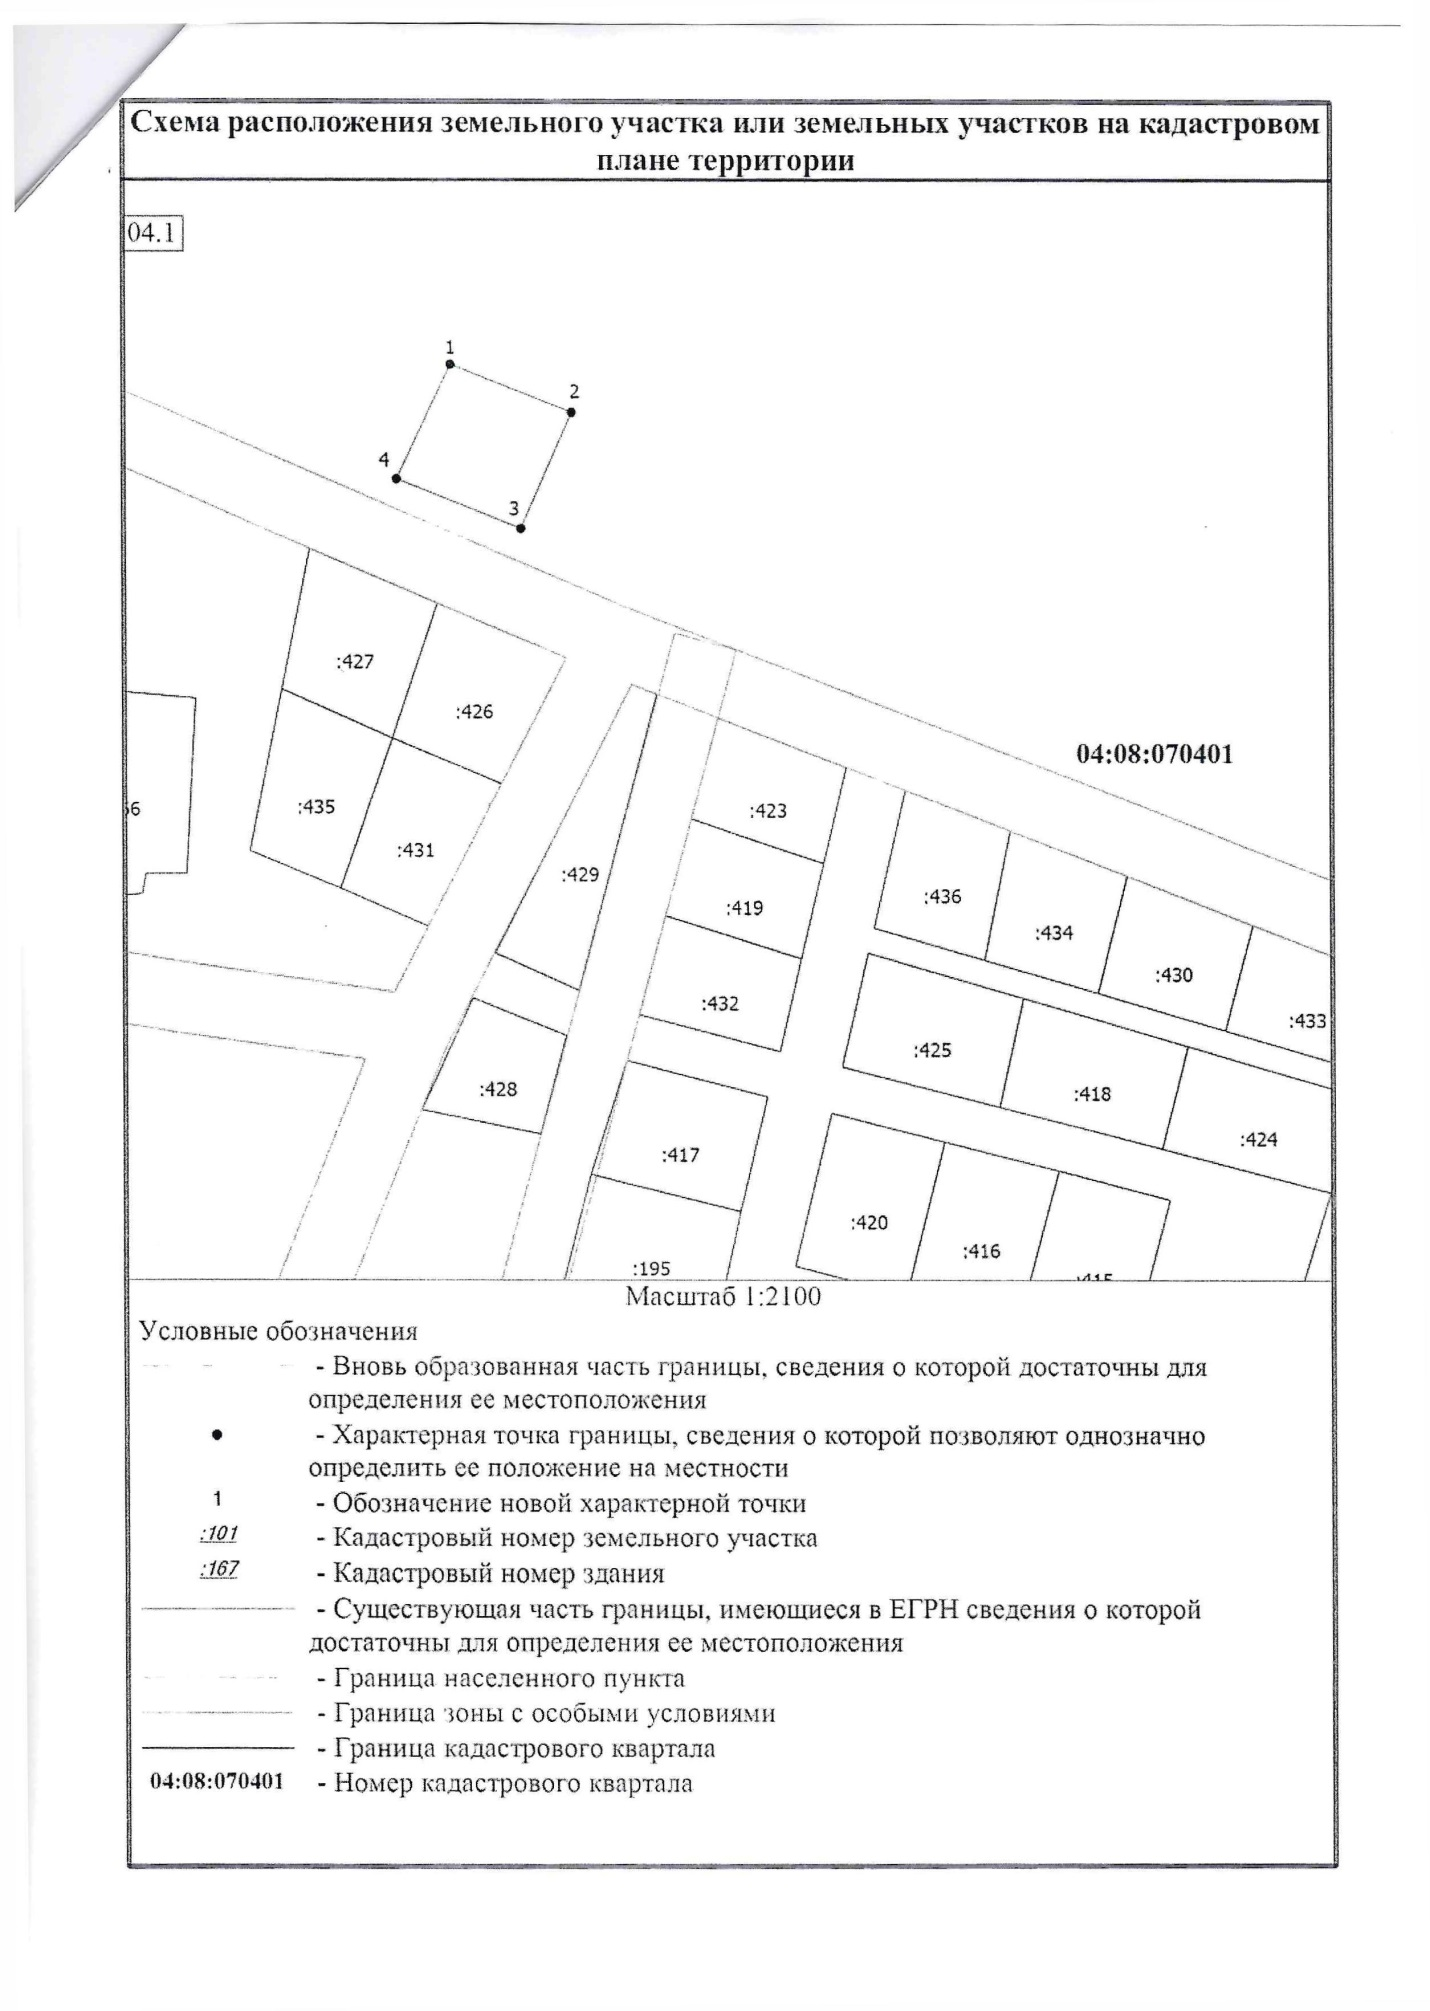 Схема расположения земельного участка или земельных участков на кадастровом
плане территории
04.1
1
2
4
3
:427
:426
04:08:070401
:435
:423
:431
:429
:436
:419
:434
:430
:432
:433
:425
:428
:418
:424
:417
:420
:416
:195
Масштаб 1:2100
Условные обозначения
- Вновь образованная часть границы, сведения о которой достаточны для
определения ее местоположения
- Характерная точка границы, сведения о которой позволяют однозначно
определить ее положение на местности
1 - Обозначение новой характерной точки
:101 - Кадастровый номер земельного участка
:167 - Кадастровый номер здания
- Существующая часть границы, имеющиеся в ЕГРН сведения о которой
достаточны для определения ее местоположения
- Граница населенного пункта
- Граница зоны с особыми условиями
- Граница кадастрового квартала
04:08:070401 - Номер кадастрового квартала